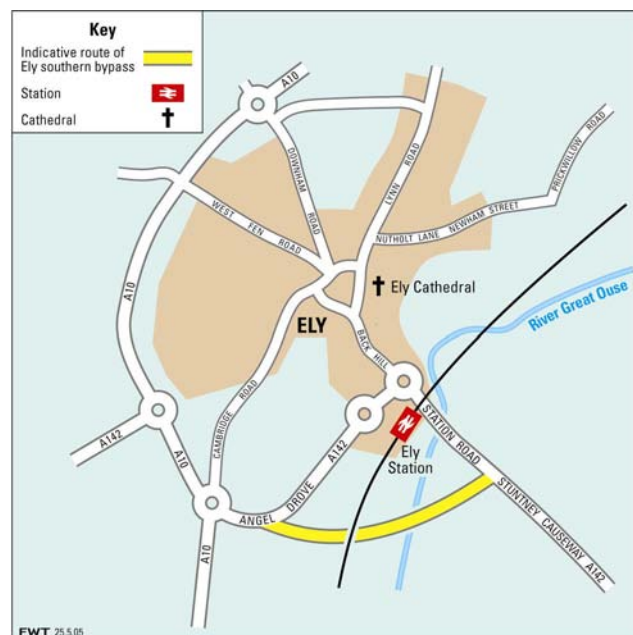 Key
Indicative route of
Ely southern bypass
Station
Cathedral
A10
DOWNHAM
ROAD
LYNN
ROAD
PRICKWILLOW
ROAD
WEST FEN
ROAD
NUTHOLT LANE NEWNHAM STREET
A10
Ely Cathedral
River Great Ouse
ELY
BACK HILL
CAMBRIDGE ROAD
A142
A10
A142
STATION ROAD
Ely
Station
STUNTNEY CAUSEWAY A142
ANGEL DROVE
A10
FWT 25.5.05